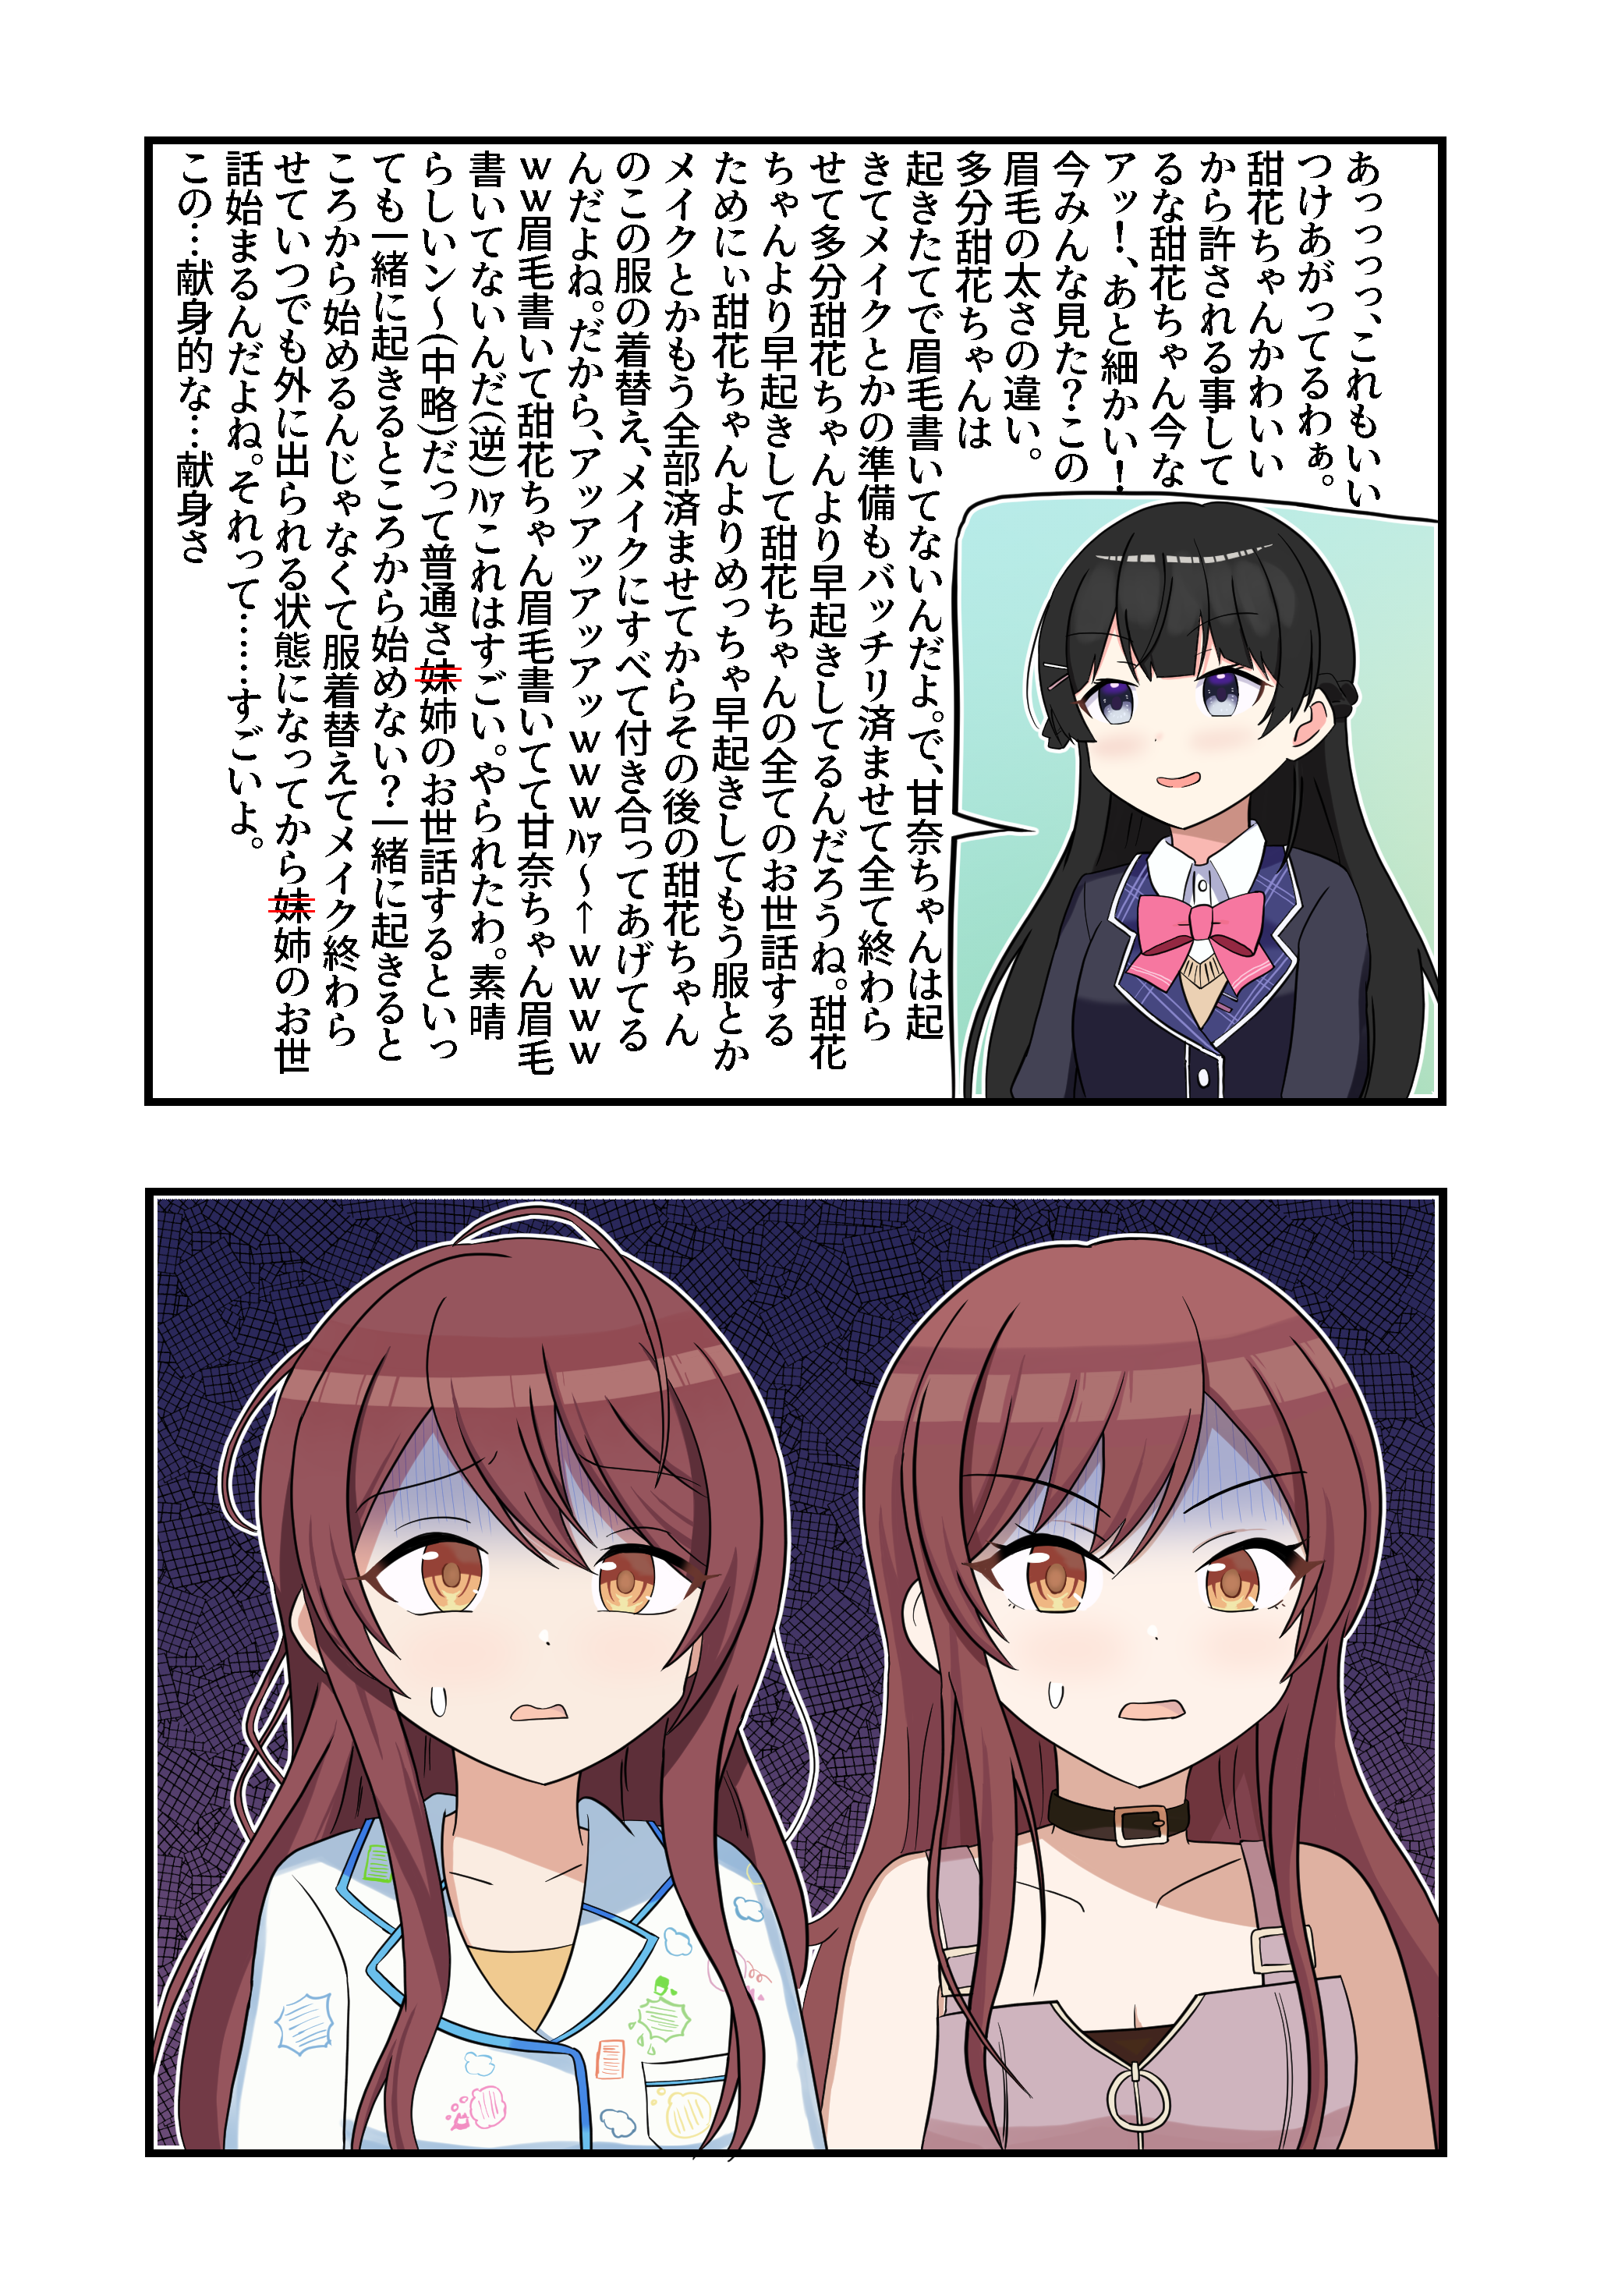 あっっっっ、これもいい
つけあがってるわぁ。
甜花ちゃんかわいい
から許される事して
るな甜花ちゃん今な
アッ！、あと細かい！
今みんな見た？この
眉毛の太さの違い。
多分甜花ちゃんは
起きたてで眉毛書いてないんだよ。で、甘奈ちゃんは起
きてメイクとかの準備もバッチリ済ませて全て終わら
せて多分甜花ちゃんより早起きしてるんだろうね。甜花
ちゃんより早起きして甜花ちゃんの全てのお世話する
ためにぃ甜花ちゃんよりめっちゃ早起きしてもう服とか
メイクとかもう全部済ませてからその後の甜花ちゃん
のこの服の着替え、メイクにすべて付き合ってあげてる
んだよね。だから、アッアッアッアッｗｗｗﾊｧ～↑ｗｗｗ
ｗｗ眉毛書いて甜花ちゃん眉毛書いてて甘奈ちゃん眉毛
書いてないんだ(逆)ﾊｧこれはすごい。やられたわ。素晴
らしいン～(中略)だって普通さ妹姉のお世話するといっ
ても一緒に起きるところから始めない？一緒に起きると
ころから始めるんじゃなくて服着替えてメイク終わら
せていつでも外に出られる状態になってから妹姉のお世
話始まるんだよね。それって……すごいよ。
この…献身的な…献身さ